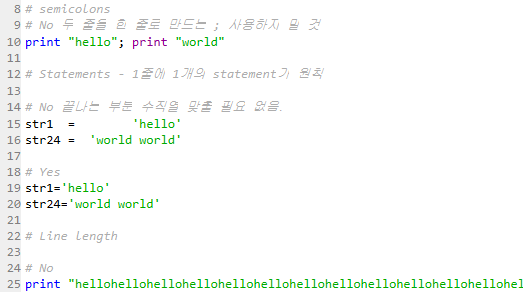 8 # semicolons
9 # No 두 줄을 한 줄로 만드는 ; 사용하지 말 것
10 print "hello"; print "world"
11
12 # Statements - 1줄에 1개의 statement가 원칙
13
14 # No 끝나는 부분 수직열 맞출 필요 없음.
15 str1  =        'hello'
16 str24 =  'world world'
17
18 # Yes
19 str1='hello'
20 str24='world world'
21
22 # Line length
23
24 # No
25 print "hellohellohellohellohellohellohellohellohellohellohellohellohel